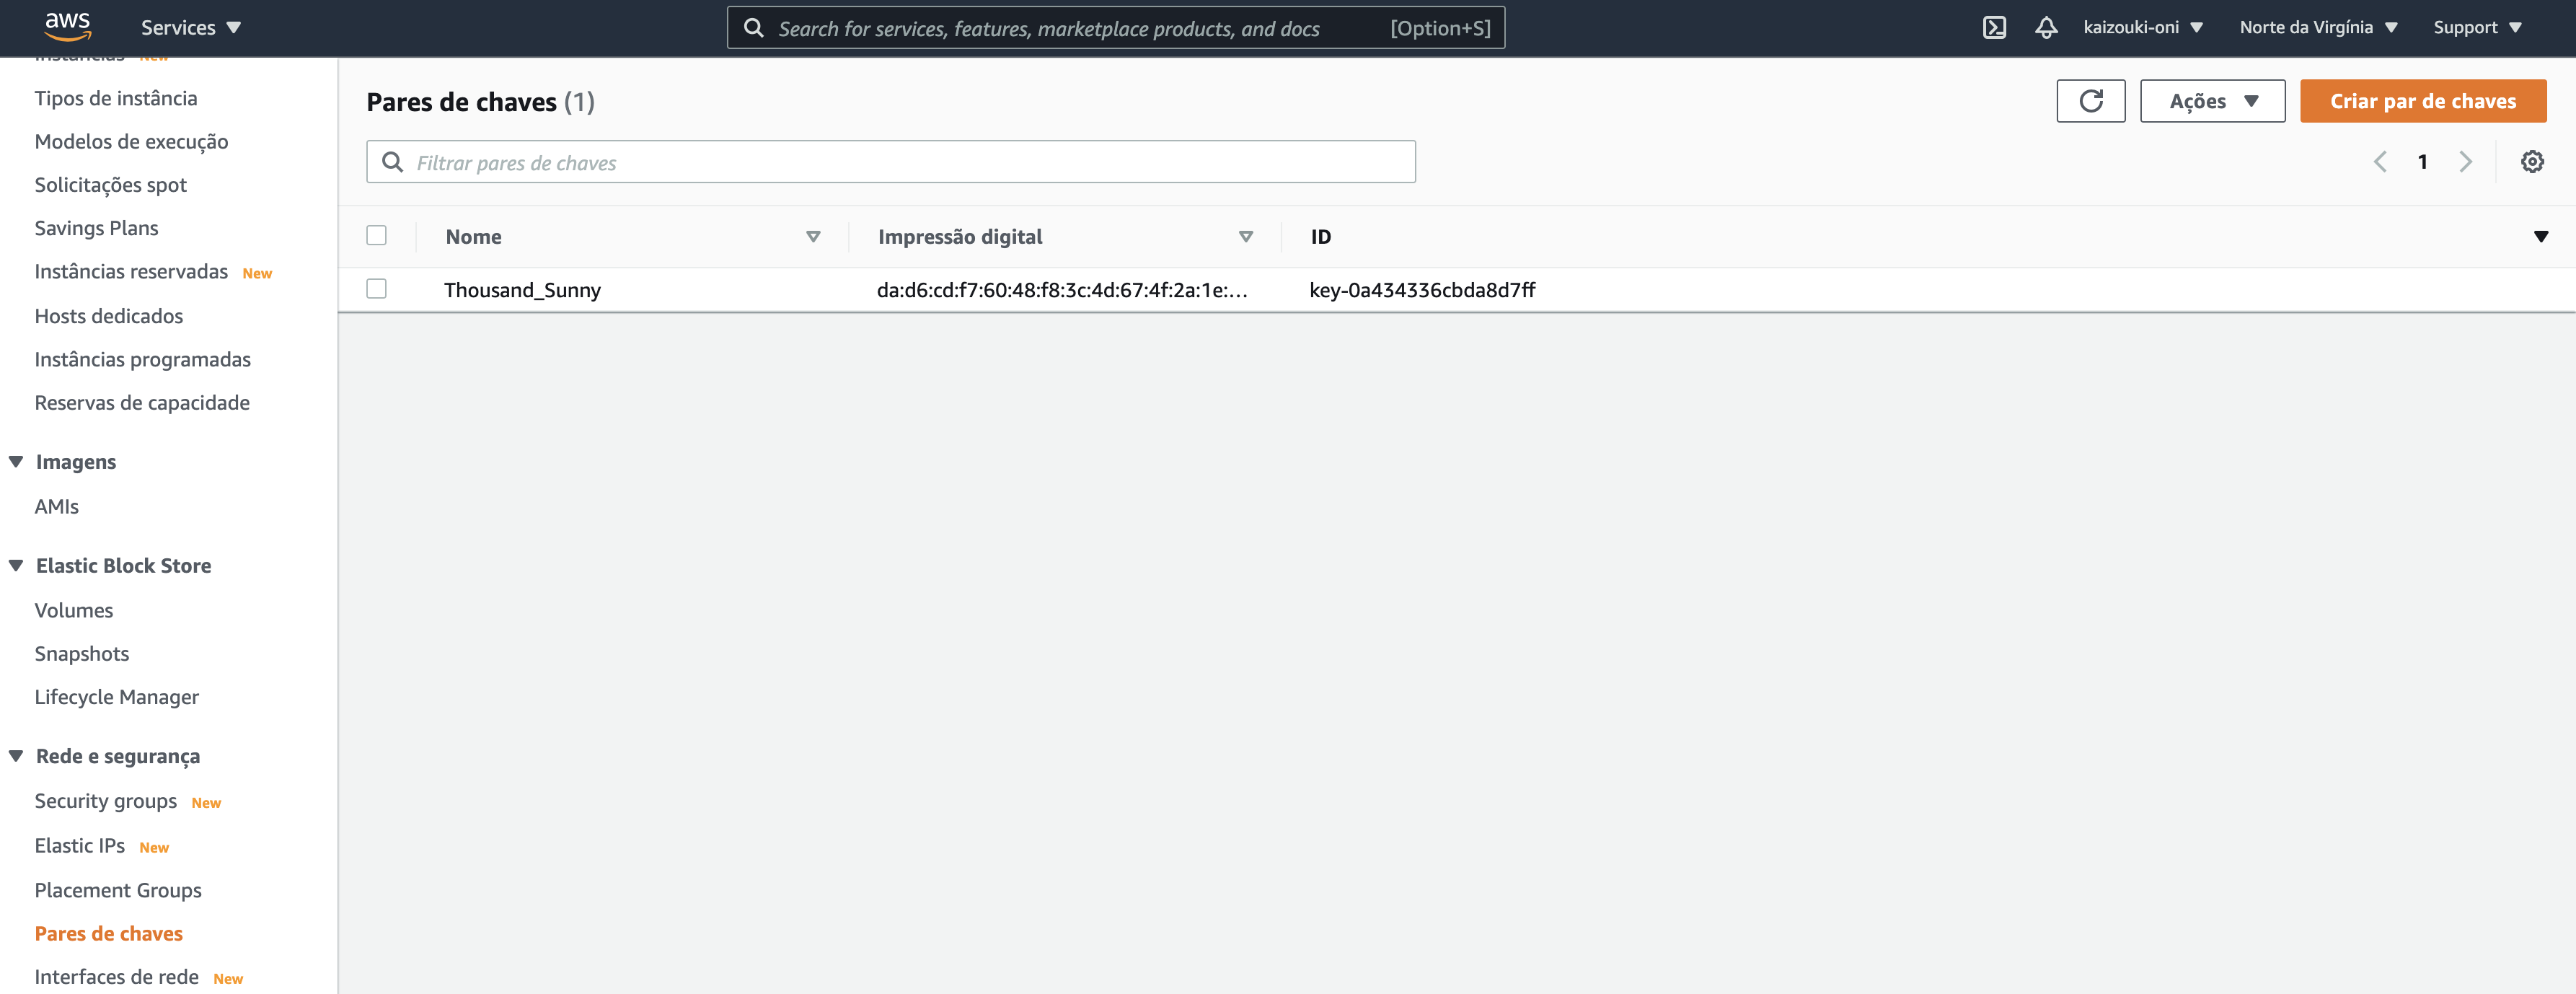 aws Services Search for services, features, marketplace products, and docs [Option+S] kaizouki-oni Norte da Virgínia Support
Instâncias New
Tipos de instância
Modelos de execução
Solicitações spot
Savings Plans
Instâncias reservadas New
Hosts dedicados
Instâncias programadas
Reservas de capacidade
Imagens
AMIs
Elastic Block Store
Volumes
Snapshots
Lifecycle Manager
Rede e segurança
Security groups New
Elastic IPs New
Placement Groups
Pares de chaves
Interfaces de rede New
Pares de chaves (1) Ações Criar par de chaves
Filtrar pares de chaves 1
Nome Impressão digital ID
Thousand_Sunny da:d6:cd:f7:60:48:f8:3c:4d:67:4f:2a:1e:... key-0a434336cbda8d7ff